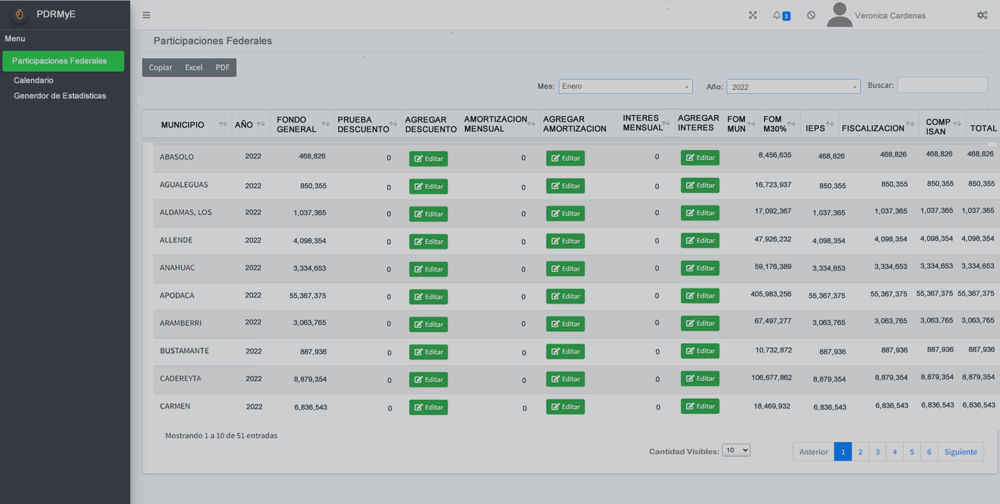 PDRMyE
1
Veronica Cardenas
Menu
Participaciones Federales
Calendario
Generdor de Estadisticas
Participaciones Federales
Copiar Excel PDF
Mes: Enero Año: 2022 Buscar:
MUNICIPIO AÑO FONDO GENERAL PRUEBA DESCUENTO AGREGAR DESCUENTO AMORTIZACION MENSUAL AGREGAR AMORTIZACION INTERES MENSUAL AGREGAR INTERES FOM MUN FOM M30% IEPS FISCALIZACION COMP ISAN TOTAL
ABASOLO 2022 468,826 0 Editar 0 Editar 0 Editar 8,456,635 468,826 468,826 468,826 468,826
AGUALEGUAS 2022 850,355 0 Editar 0 Editar 0 Editar 16,723,937 850,355 850,355 850,355 850,355
ALDAMAS, LOS 2022 1,037,365 0 Editar 0 Editar 0 Editar 17,092,367 1,037,365 1,037,365 1,037,365 1,037,365
ALLENDE 2022 4,098,354 0 Editar 0 Editar 0 Editar 47,926,232 4,098,354 4,098,354 4,098,354 4,098,354
ANAHUAC 2022 3,334,653 0 Editar 0 Editar 0 Editar 59,176,389 3,334,653 3,334,653 3,334,653 3,334,653
APODACA 2022 55,367,375 0 Editar 0 Editar 0 Editar 405,983,256 55,367,375 55,367,375 55,367,375 55,367,375
ARAMBERRI 2022 3,063,765 0 Editar 0 Editar 0 Editar 67,497,277 3,063,765 3,063,765 3,063,765 3,063,765
BUSTAMANTE 2022 887,936 0 Editar 0 Editar 0 Editar 10,732,872 887,936 887,936 887,936 887,936
CADEREYTA 2022 8,879,354 0 Editar 0 Editar 0 Editar 106,677,862 8,879,354 8,879,354 8,879,354 8,879,354
CARMEN 2022 6,836,543 0 Editar 0 Editar 0 Editar 18,469,932 6,836,543 6,836,543 6,836,543 6,836,543
Mostrando 1 a 10 de 51 entradas
Cantidad Visibles: 10 Anterior 1 2 3 4 5 6 Siguiente